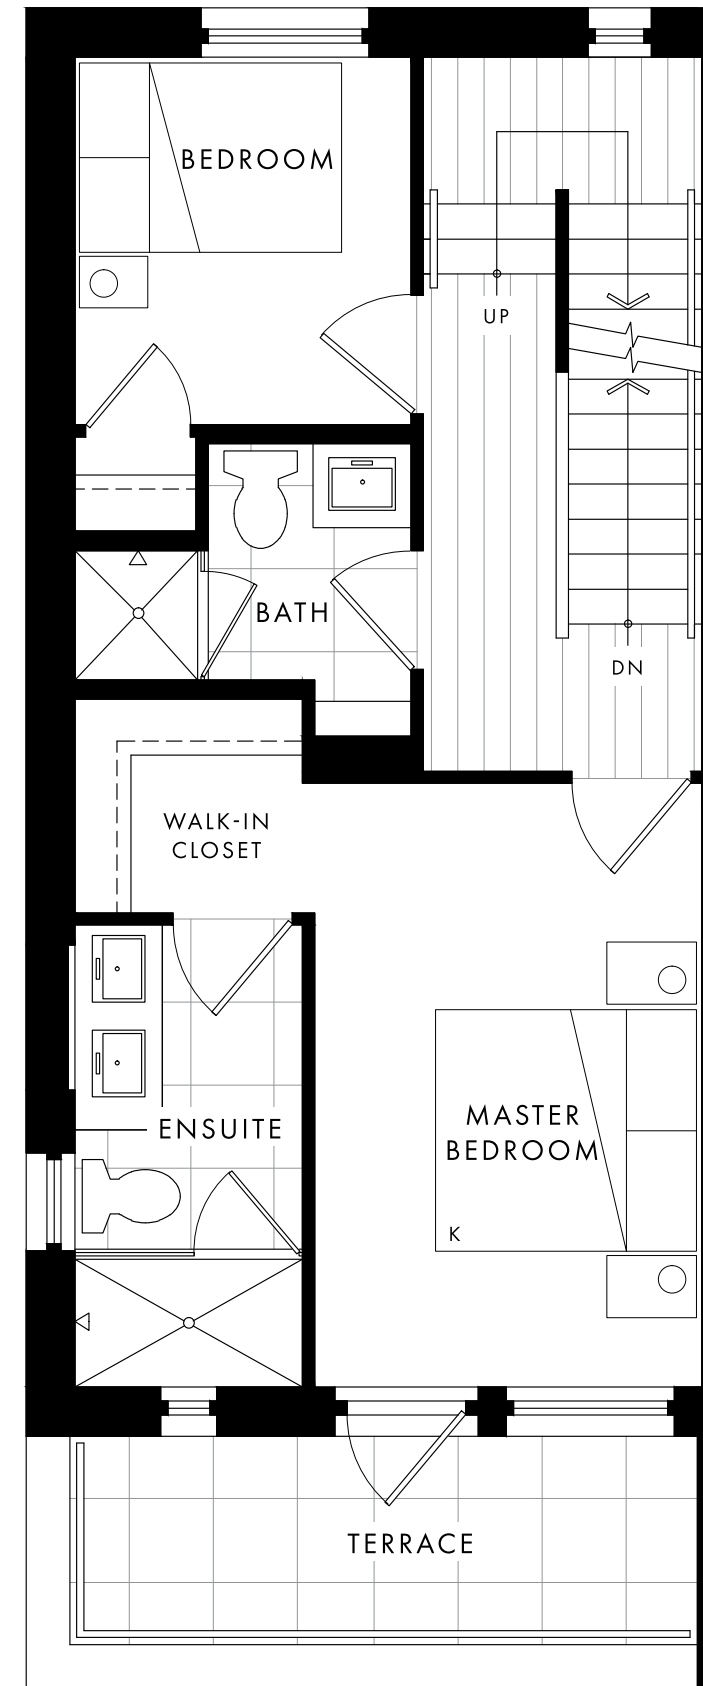 BEDROOM
UP
BATH
DN
WALK-IN
CLOSET
ENSUITE
MASTER
BEDROOM
K
TERRACE